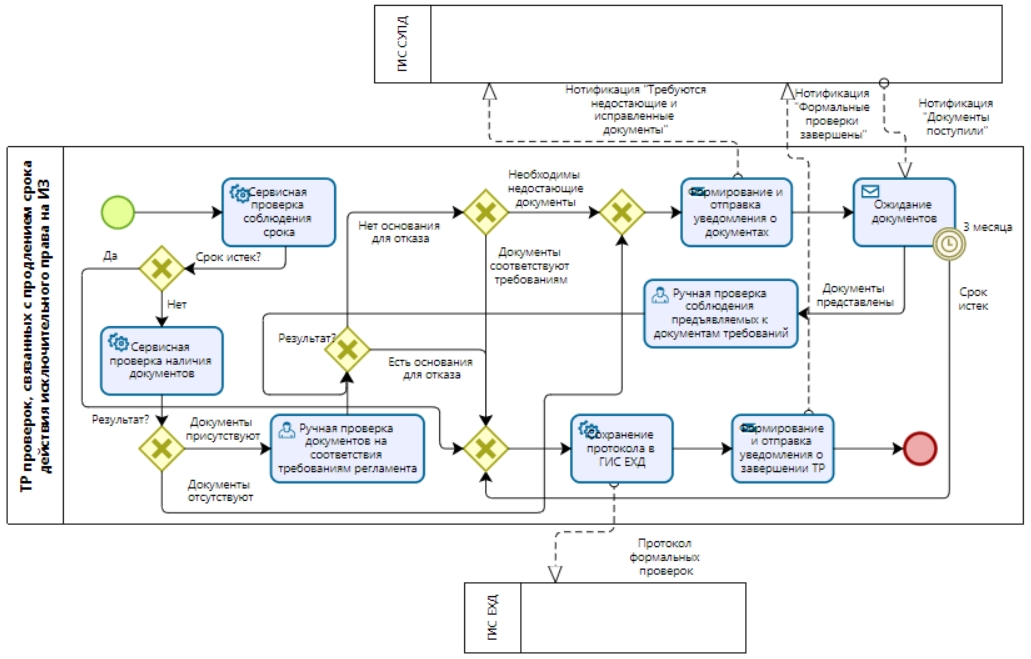 ГИС СУПД
Нотификация "Требуются
недостающие и
исправленные
документы"
Нотификация
"Формальные
проверки
завершены"
Нотификация
"Документы
поступили"
ТР проверок, связанных с продлением срока
действия исключительного права на ИЗ
Сервисная
проверка
соблюдения
срока
Необходимы
недостающие
документы
Формирование и
отправка
уведомления о
документах
Ожидание
документов
3 месяца
Нет основания
для отказа
Да
Срок истек?
Документы
соответствуют
требованиям
Нет
Ручная проверка
соблюдения
предъявляемых к
документам требований
Документы
представлены
Срок
истек
Сервисная
проверка наличия
документов
Результат?
Есть основания
для отказа
Результат?
Документы
присутствуют
Ручная проверка
документов на
соответствия
требованиям регламента
Сохранение
протокола в
ГИС ЕХД
Формирование
и отправка
уведомления о
завершении ТР
Документы
отсутствуют
Протокол
формальных
проверок
ГИС ЕХД